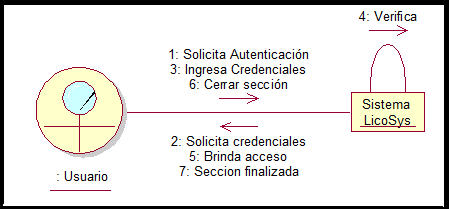 4: Verifica
1: Solicita Autenticación
3: Ingresa Credenciales
6: Cerrar sección
Sistema
LicoSys
2: Solicita credenciales
5: Brinda acceso
7: Seccion finalizada
: Usuario